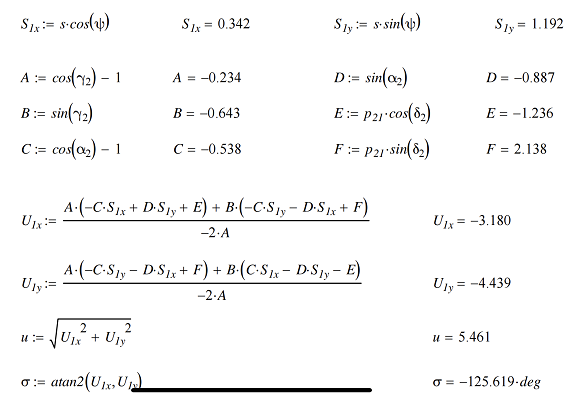 S1x := s·cos(ψ) S1x = 0.342 S1y := s·sin(ψ) S1y = 1.192
A := cos(γ2) − 1 A = −0.234 D := sin(α2) D = −0.887
B := sin(γ2) B = −0.643 E := p21·cos(δ2) E = −1.236
C := cos(α2) − 1 C = −0.538 F := p21·sin(δ2) F = 2.138
U1x := (A·(−C·S1x + D·S1y + E) + B·(−C·S1y − D·S1x + F)) / (−2·A) U1x = −3.180
U1y := (A·(−C·S1y − D·S1x + F) + B·(C·S1x − D·S1y − E)) / (−2·A) U1y = −4.439
u := √(U1x² + U1y²) u = 5.461
σ := atan2(U1x, U1y) σ = −125.619·deg